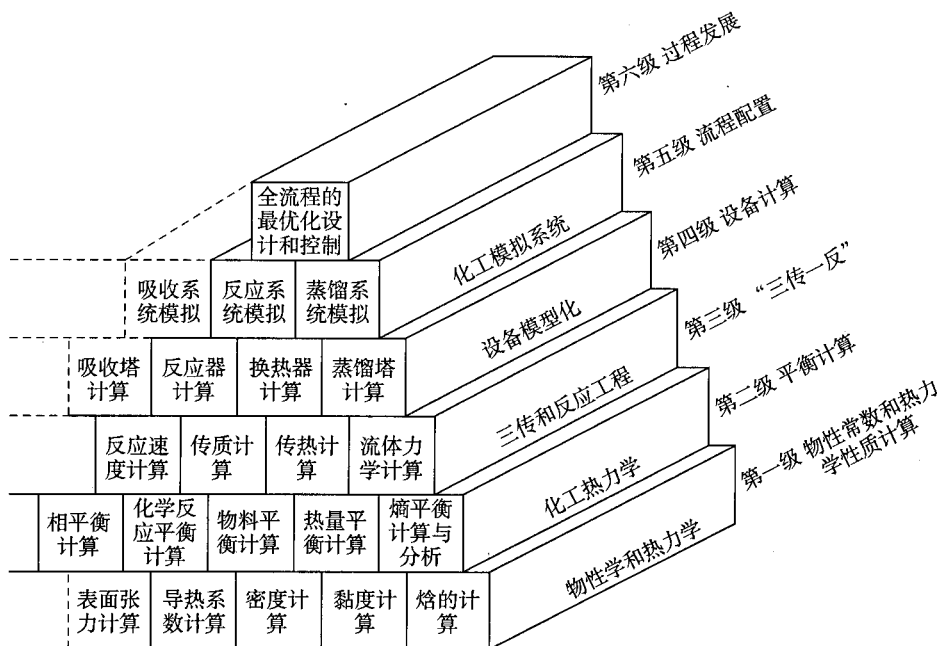 第六级 过程发展
全流程的
最优化设
计和控制
第五级 流程配置
化工模拟系统
吸收系
统模拟
反应系
统模拟
蒸馏系
统模拟
第四级 设备计算
设备模型化
吸收塔
计算
反应器
计算
换热器
计算
蒸馏塔
计算
第三级 “三传一反”
三传和反应工程
反应速
度计算
传质计
算
传热计
算
流体力
学计算
第二级 平衡计算
化工热力学
相平衡
计算
化学反
应平衡
计算
物料平
衡计算
热量平
衡计算
熵平衡
计算与
分析
第一级 物性常数和热力
学性质计算
物性学和热力学
表面张
力计算
导热系
数计算
密度计
算
黏度计
算
焓的计
算